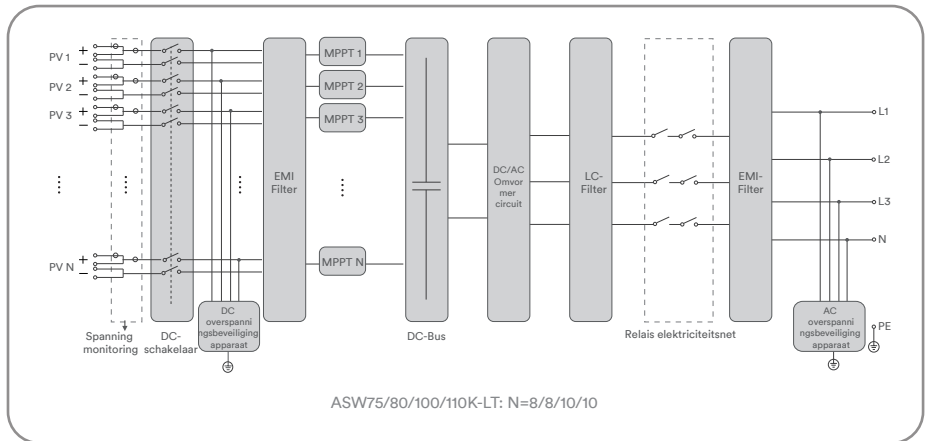 PV 1
+
−
PV 2
+
−
PV 3
+
−
PV N
+
−
Spanning
monitoring
DC-
schakelaar
DC
overspanni
ngsbeveiliging
apparaat
EMI
Filter
MPPT 1
MPPT 2
MPPT 3
MPPT N
DC-Bus
DC/AC
Omvor
mer
circuit
LC-
Filter
Relais elektriciteitsnet
EMI-
Filter
L1
L2
L3
N
PE
AC
overspanni
ngsbeveiliging
apparaat
ASW75/80/100/110K-LT: N=8/8/10/10